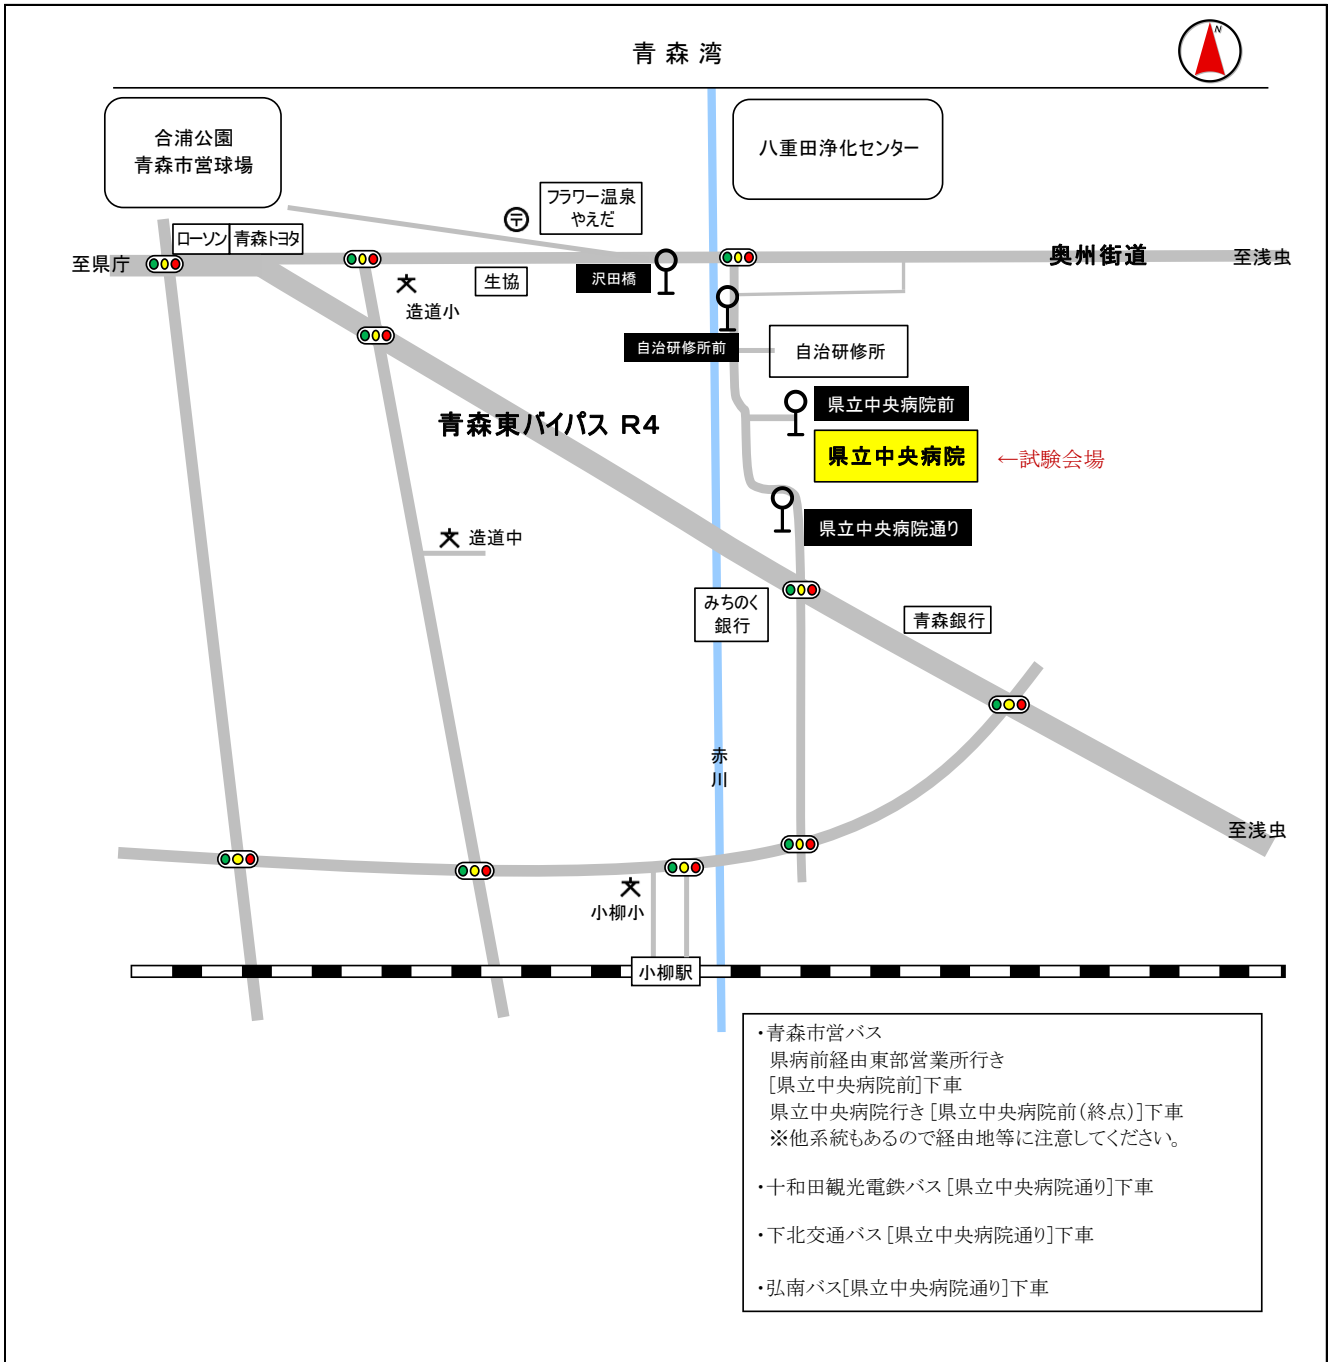 青森湾
N
合浦公園
青森市営球場
八重田浄化センター
フラワー温泉
やえだ
〒
ローソン
青森トヨタ
至県庁
奥州街道
至浅虫
生協
沢田橋
文
造道小
自治研修所前
自治研修所
県立中央病院前
青森東バイパス R4
県立中央病院
←試験会場
県立中央病院通り
文 造道中
みちのく
銀行
青森銀行
赤
川
至浅虫
文
小柳小
小柳駅
・青森市営バス
県病前経由東部営業所行き
[県立中央病院前]下車
県立中央病院行き [県立中央病院前(終点)]下車
※他系統もあるので経由地等に注意してください。
・十和田観光電鉄バス [県立中央病院通り]下車
・下北交通バス [県立中央病院通り]下車
・弘南バス[県立中央病院通り]下車